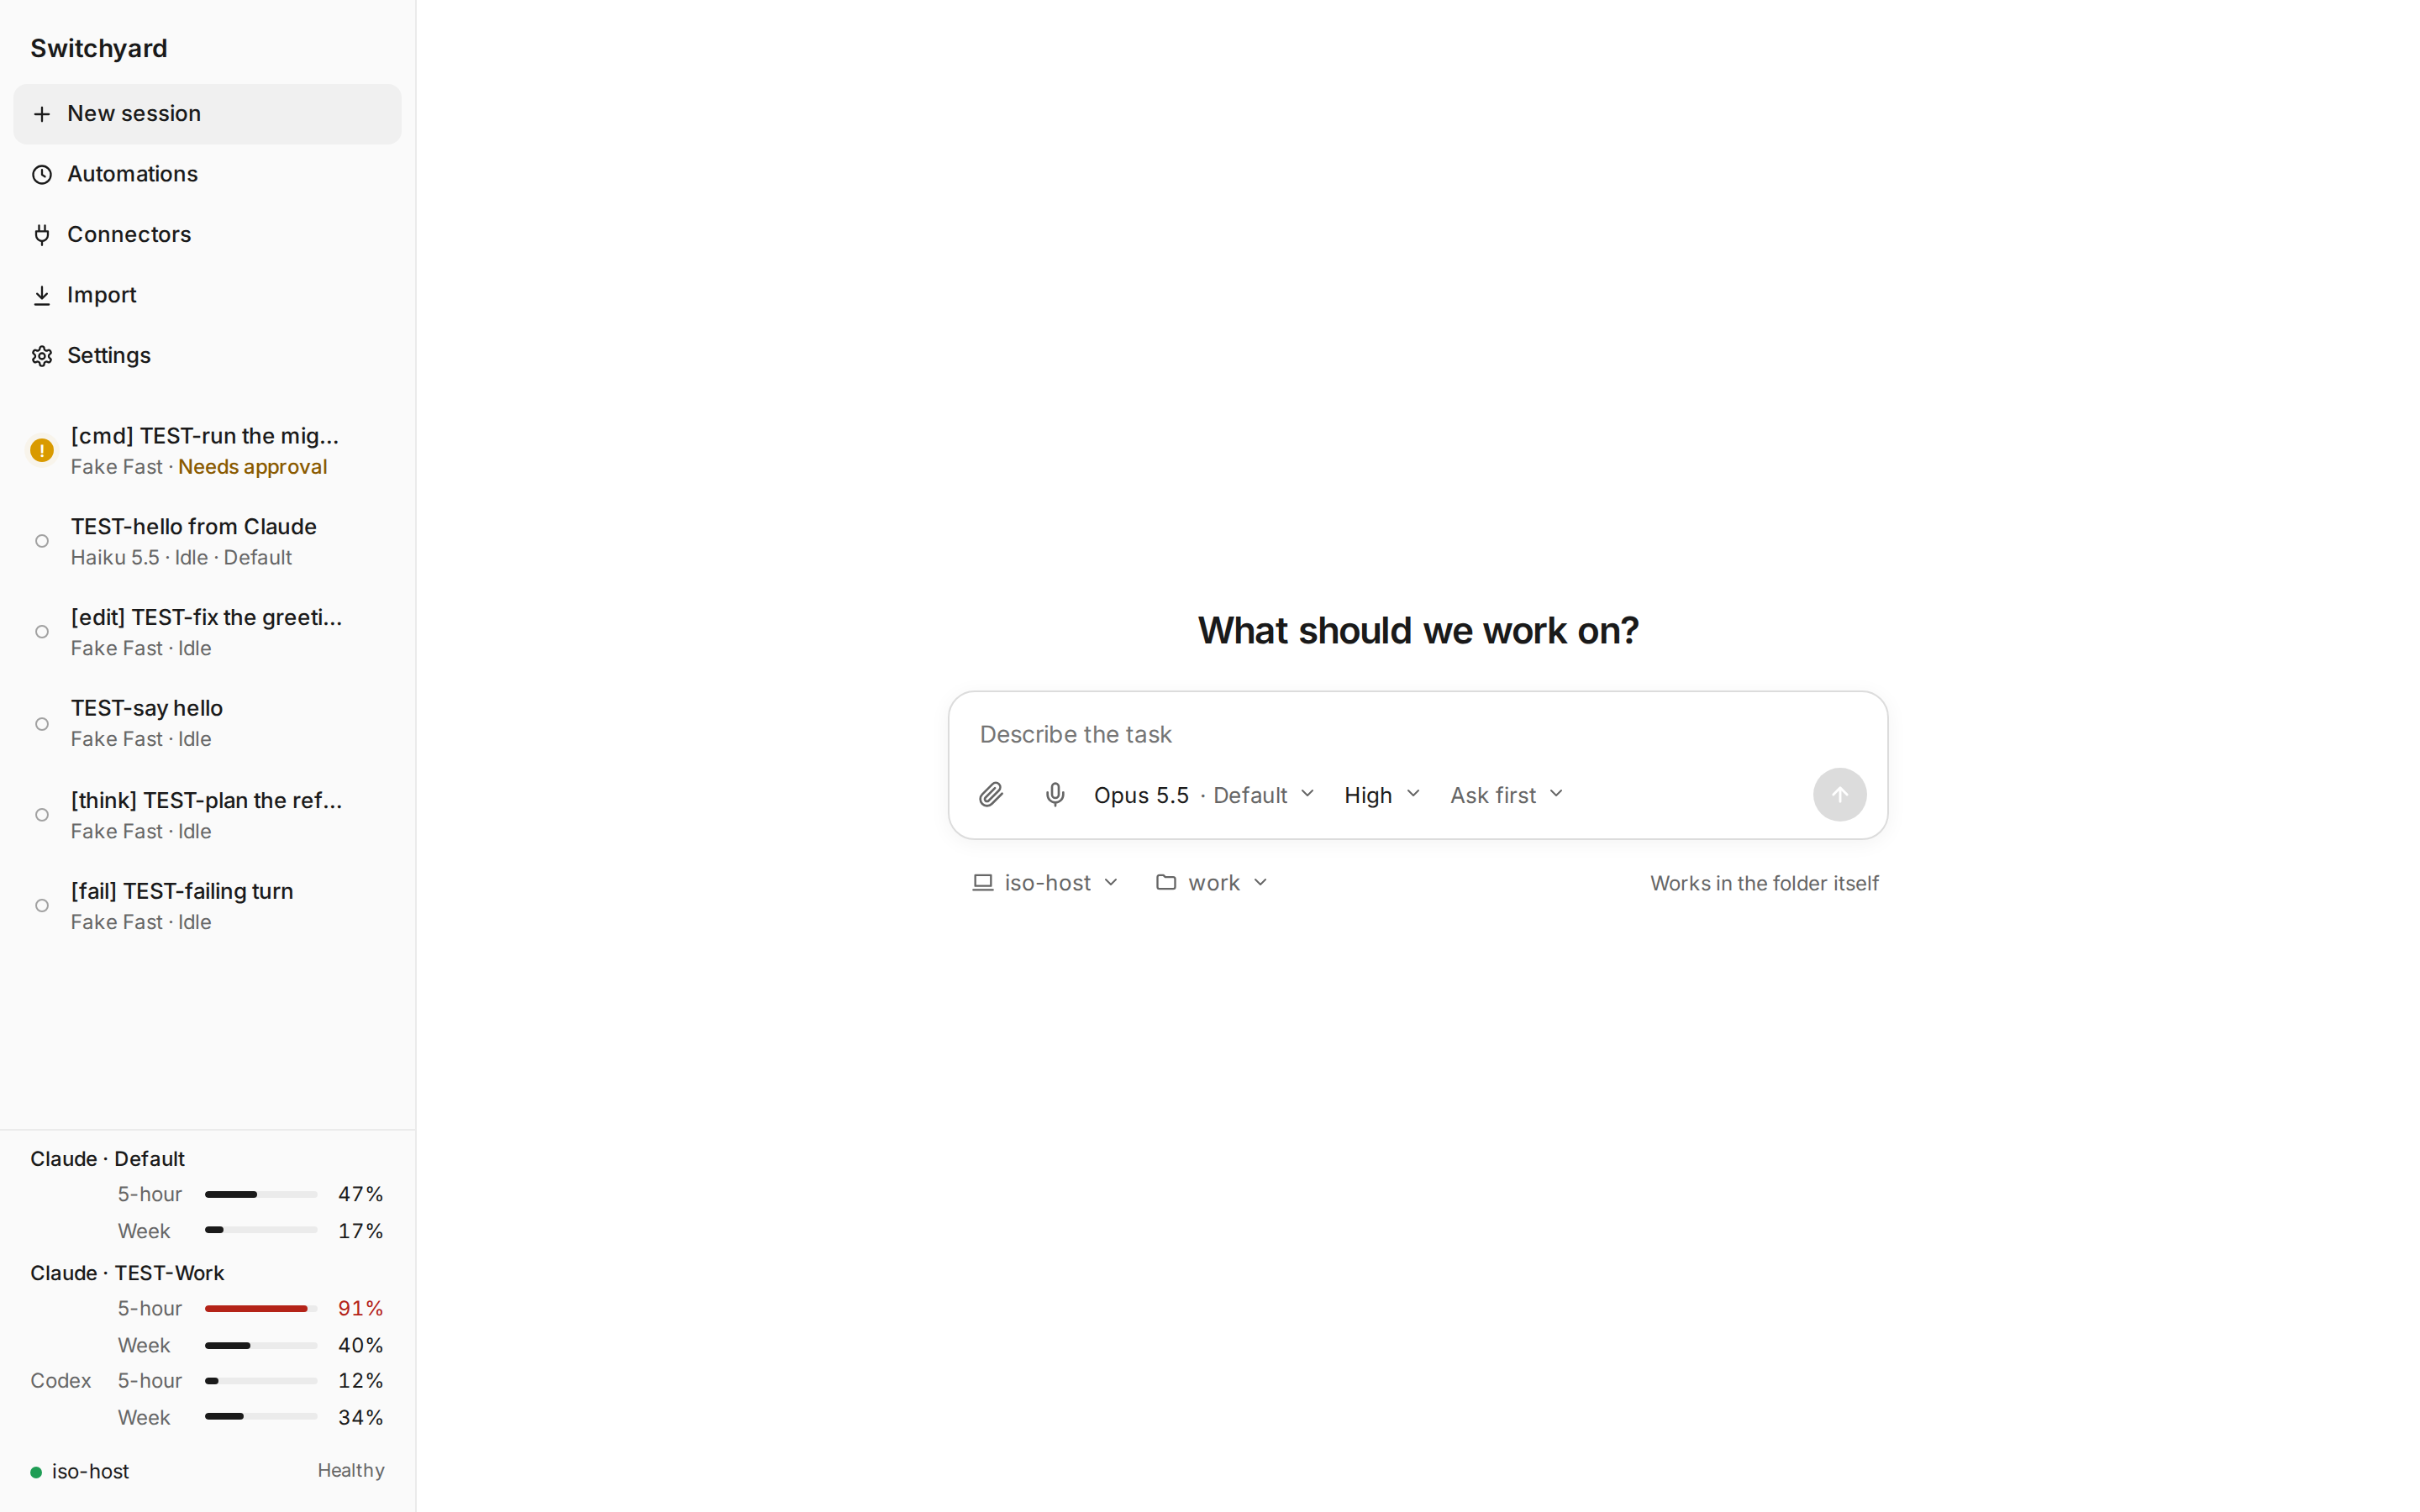 Switchyard
New session
Automations
Connectors
Import
Settings
[cmd] TEST-run the mig...
Fake Fast · Needs approval
TEST-hello from Claude
Haiku 5.5 · Idle · Default
[edit] TEST-fix the greeti...
Fake Fast · Idle
TEST-say hello
Fake Fast · Idle
[think] TEST-plan the ref...
Fake Fast · Idle
[fail] TEST-failing turn
Fake Fast · Idle
Claude · Default
5-hour 47%
Week 17%
Claude · TEST-Work
5-hour 91%
Week 40%
Codex 5-hour 12%
Week 34%
iso-host Healthy
What should we work on?
Describe the task
Opus 5.5 · Default High Ask first
iso-host work Works in the folder itself